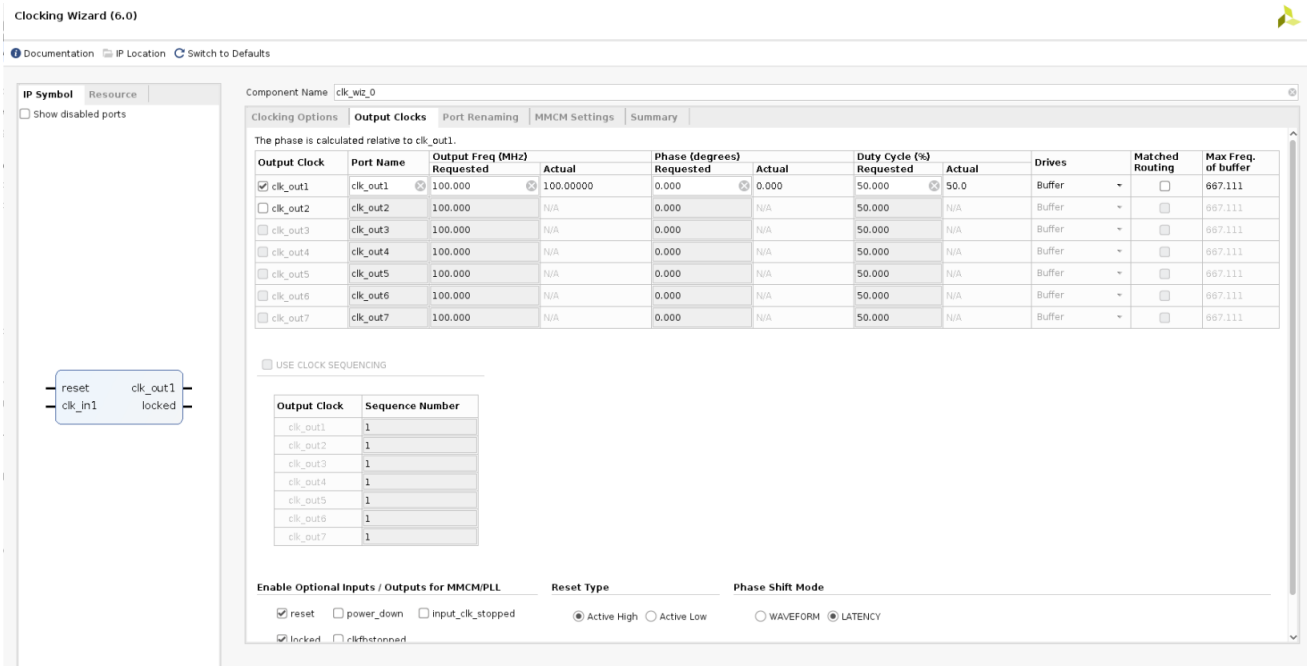 Clocking Wizard (6.0)
Documentation IP Location Switch to Defaults
IP Symbol Resource
Show disabled ports
reset clk_out1
clk_in1 locked
Component Name clk_wiz_0
Clocking Options Output Clocks Port Renaming MMCM Settings Summary
The phase is calculated relative to clk_out1.
Output Clock Port Name Output Freq (MHz) Phase (degrees) Duty Cycle (%) Drives Matched Routing Max Freq. of buffer
Requested Actual Requested Actual Requested Actual
clk_out1 clk_out1 100.000 100.00000 0.000 0.000 50.000 50.0 Buffer 667.111
clk_out2 clk_out2 100.000 N/A 0.000 N/A 50.000 N/A Buffer 667.111
clk_out3 clk_out3 100.000 N/A 0.000 N/A 50.000 N/A Buffer 667.111
clk_out4 clk_out4 100.000 N/A 0.000 N/A 50.000 N/A Buffer 667.111
clk_out5 clk_out5 100.000 N/A 0.000 N/A 50.000 N/A Buffer 667.111
clk_out6 clk_out6 100.000 N/A 0.000 N/A 50.000 N/A Buffer 667.111
clk_out7 clk_out7 100.000 N/A 0.000 N/A 50.000 N/A Buffer 667.111
USE CLOCK SEQUENCING
Output Clock Sequence Number
clk_out1 1
clk_out2 1
clk_out3 1
clk_out4 1
clk_out5 1
clk_out6 1
clk_out7 1
Enable Optional Inputs / Outputs for MMCM/PLL Reset Type Phase Shift Mode
reset power_down input_clk_stopped Active High Active Low WAVEFORM LATENCY
locked clkfbstopped